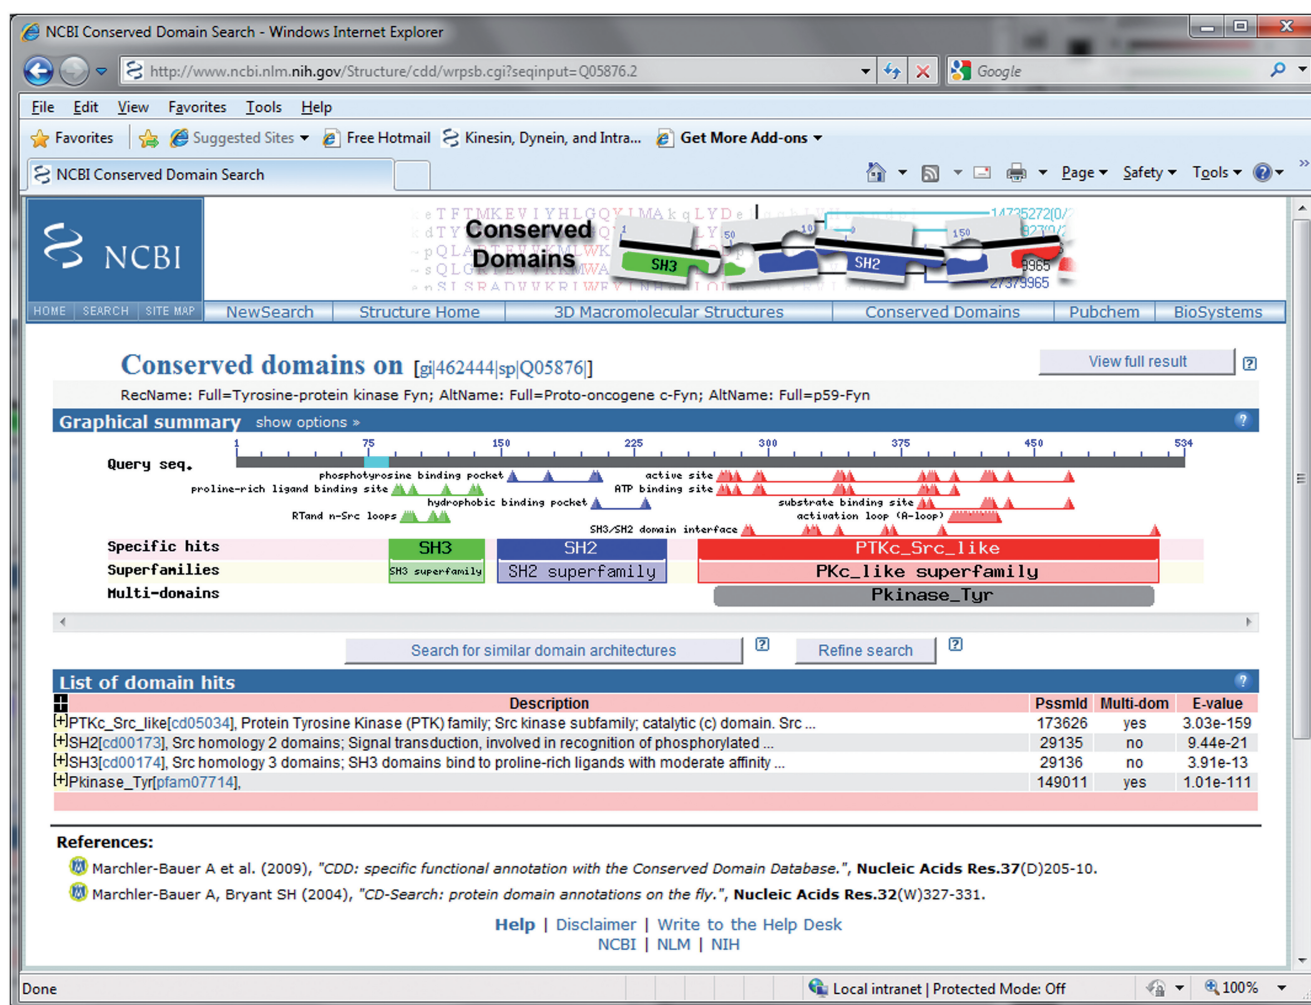 NCBI Conserved Domain Search - Windows Internet Explorer
http://www.ncbi.nlm.nih.gov/Structure/cdd/wrpsb.cgi?seqinput=Q05876.2
Google
File Edit View Favorites Tools Help
Favorites Suggested Sites Free Hotmail Kinesin, Dynein, and Intra... Get More Add-ons
NCBI Conserved Domain Search
Page Safety Tools
NCBI
Conserved
Domains
SH3
SH2
HOME SEARCH SITE MAP NewSearch Structure Home 3D Macromolecular Structures Conserved Domains Pubchem BioSystems
Conserved domains on [gi|462444|sp|Q05876|]
View full result
RecName: Full=Tyrosine-protein kinase Fyn; AltName: Full=Proto-oncogene c-Fyn; AltName: Full=p59-Fyn
Graphical summary show options »
1 75 150 225 300 375 450 534
Query seq.
phosphotyrosine binding pocket active site
proline-rich ligand binding site ATP binding site
hydrophobic binding pocket substrate binding site
RTand n-Src loops activation loop (A-loop)
SH3/SH2 domain interface
Specific hits SH3 SH2 PTKc_Src_like
Superfamilies SH3 superfamily SH2 superfamily PKc_like superfamily
Multi-domains Pkinase_Tyr
Search for similar domain architectures Refine search
List of domain hits
Description PssmId Multi-dom E-value
[+]PTKc_Src_like[cd05034], Protein Tyrosine Kinase (PTK) family; Src kinase subfamily; catalytic (c) domain. Src ... 173626 yes 3.03e-159
[+]SH2[cd00173], Src homology 2 domains; Signal transduction, involved in recognition of phosphorylated ... 29135 no 9.44e-21
[+]SH3[cd00174], Src homology 3 domains; SH3 domains bind to proline-rich ligands with moderate affinity ... 29136 no 3.91e-13
[+]Pkinase_Tyr[pfam07714], 149011 yes 1.01e-111
References:
Marchler-Bauer A et al. (2009), "CDD: specific functional annotation with the Conserved Domain Database.", Nucleic Acids Res.37(D)205-10.
Marchler-Bauer A, Bryant SH (2004), "CD-Search: protein domain annotations on the fly.", Nucleic Acids Res.32(W)327-331.
Help | Disclaimer | Write to the Help Desk
NCBI | NLM | NIH
Done Local intranet | Protected Mode: Off 100%